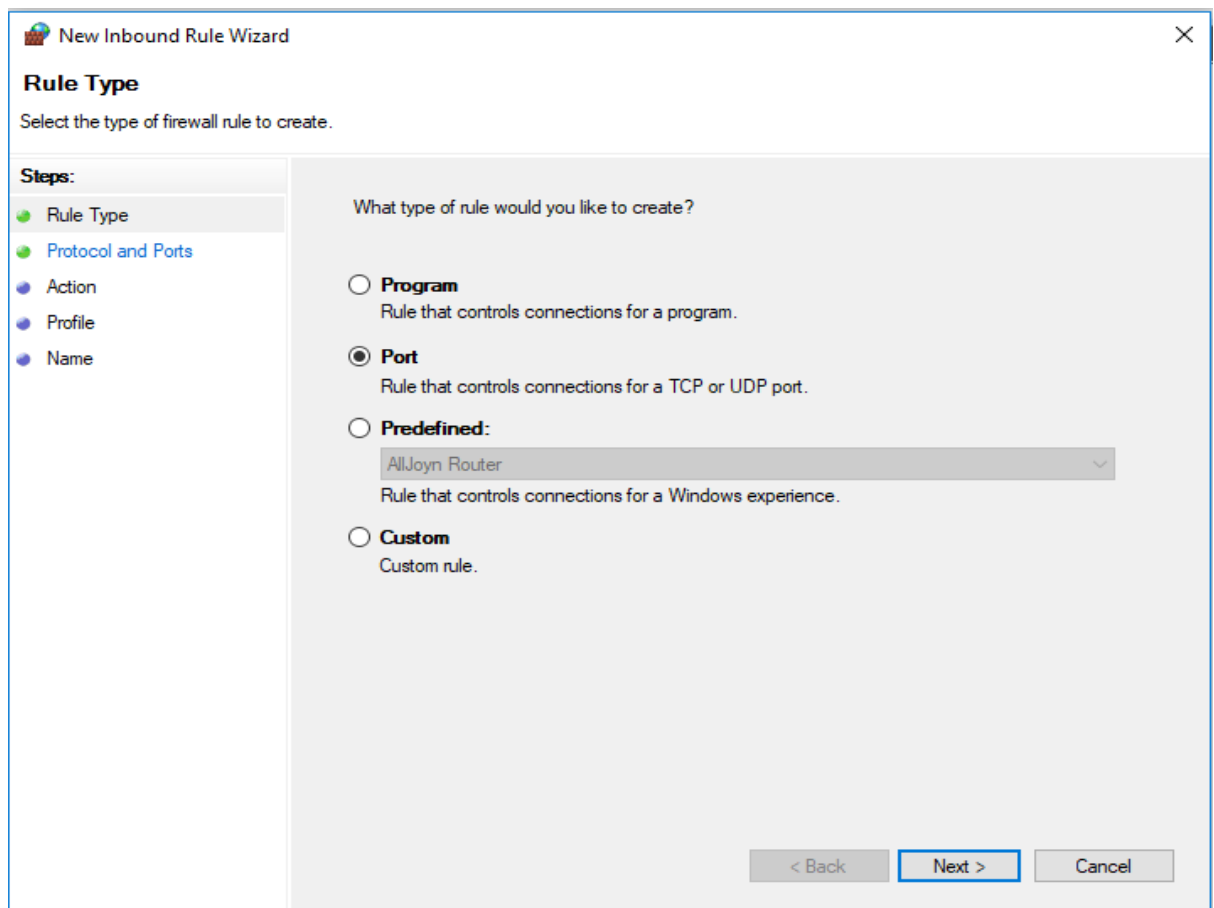 New Inbound Rule Wizard
Rule Type
Select the type of firewall rule to create.
Steps:
Rule Type
Protocol and Ports
Action
Profile
Name
What type of rule would you like to create?
Program
Rule that controls connections for a program.
Port
Rule that controls connections for a TCP or UDP port.
Predefined:
AllJoyn Router
Rule that controls connections for a Windows experience.
Custom
Custom rule.
< Back Next > Cancel